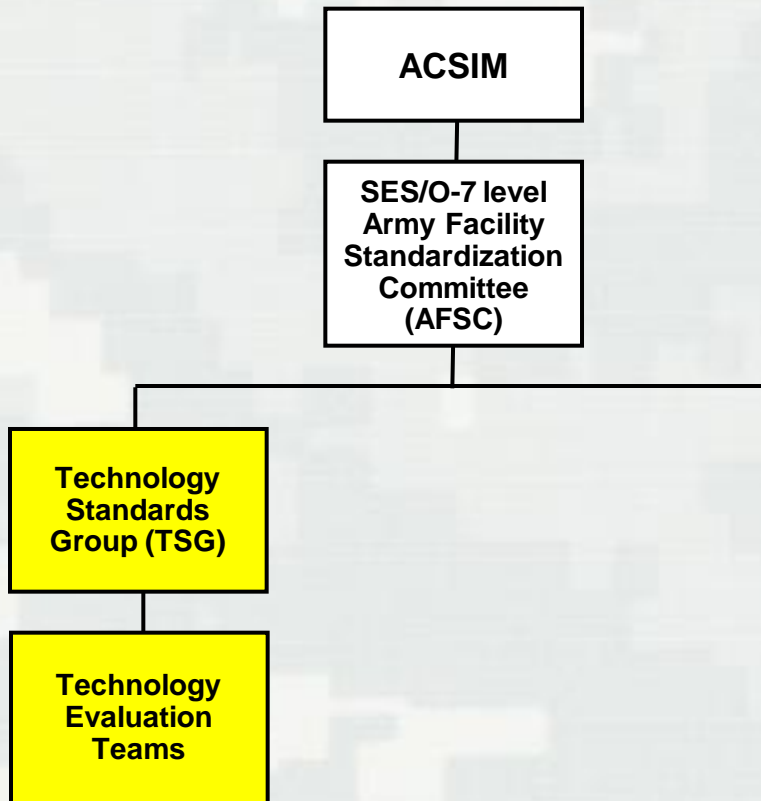 ACSIM
SES/O-7 level
Army Facility
Standardization
Committee
(AFSC)
Technology
Standards
Group (TSG)
Technology
Evaluation
Teams